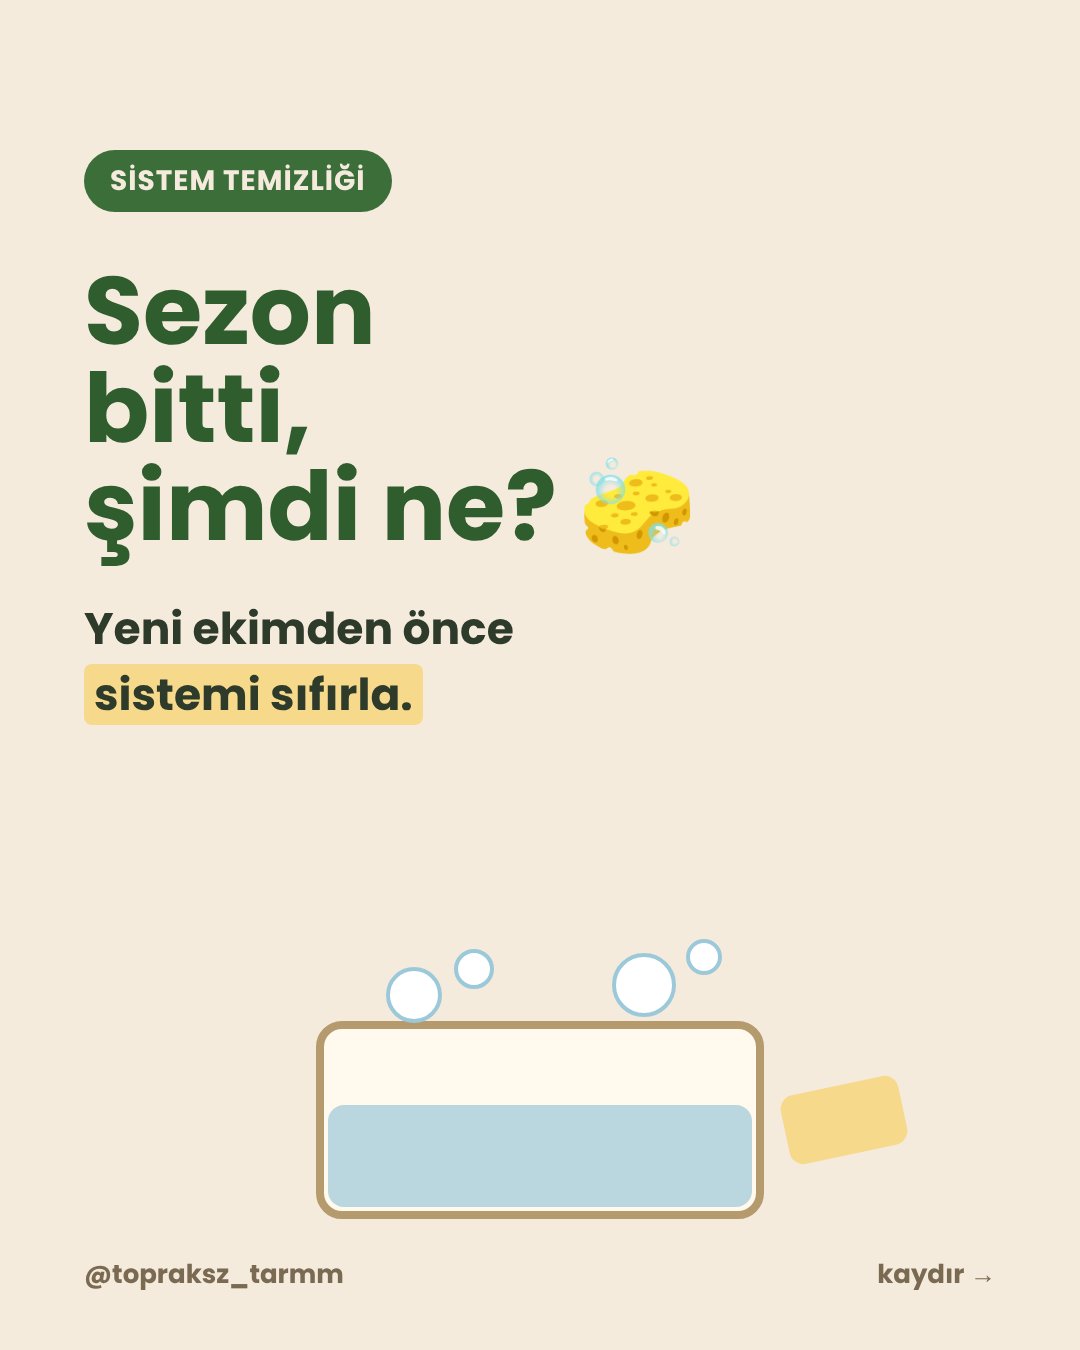 SİSTEM TEMİZLİĞİ
Sezon
bitti,
şimdi ne? 🧽
Yeni ekimden önce
sistemi sıfırla.
@topraksz_tarmm
kaydır →